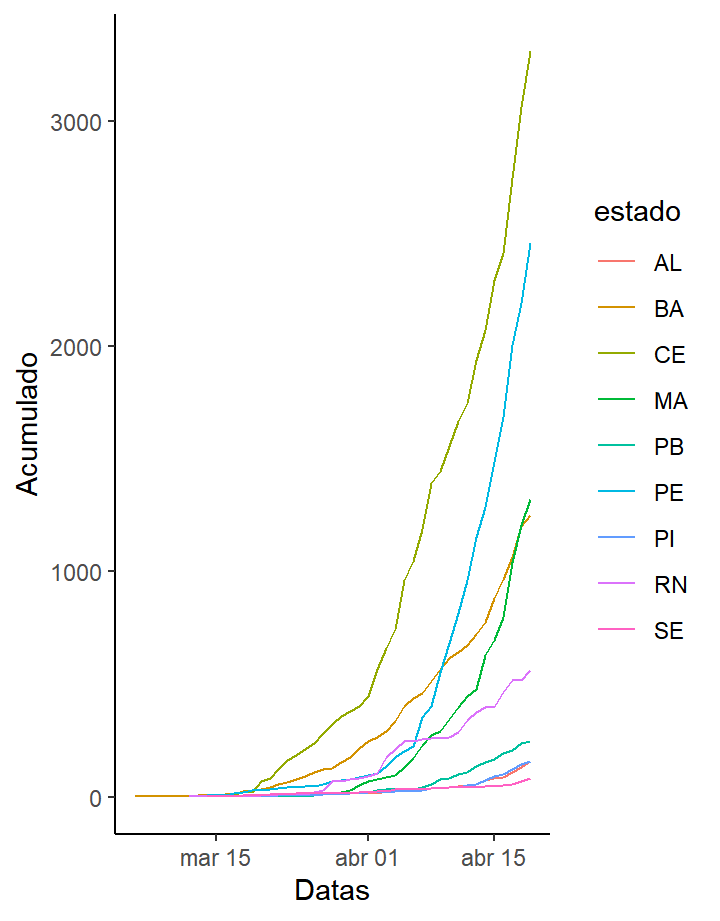 3000
2000
1000
0
Acumulado
mar 15
abr 01
abr 15
Datas
estado
AL
BA
CE
MA
PB
PE
PI
RN
SE